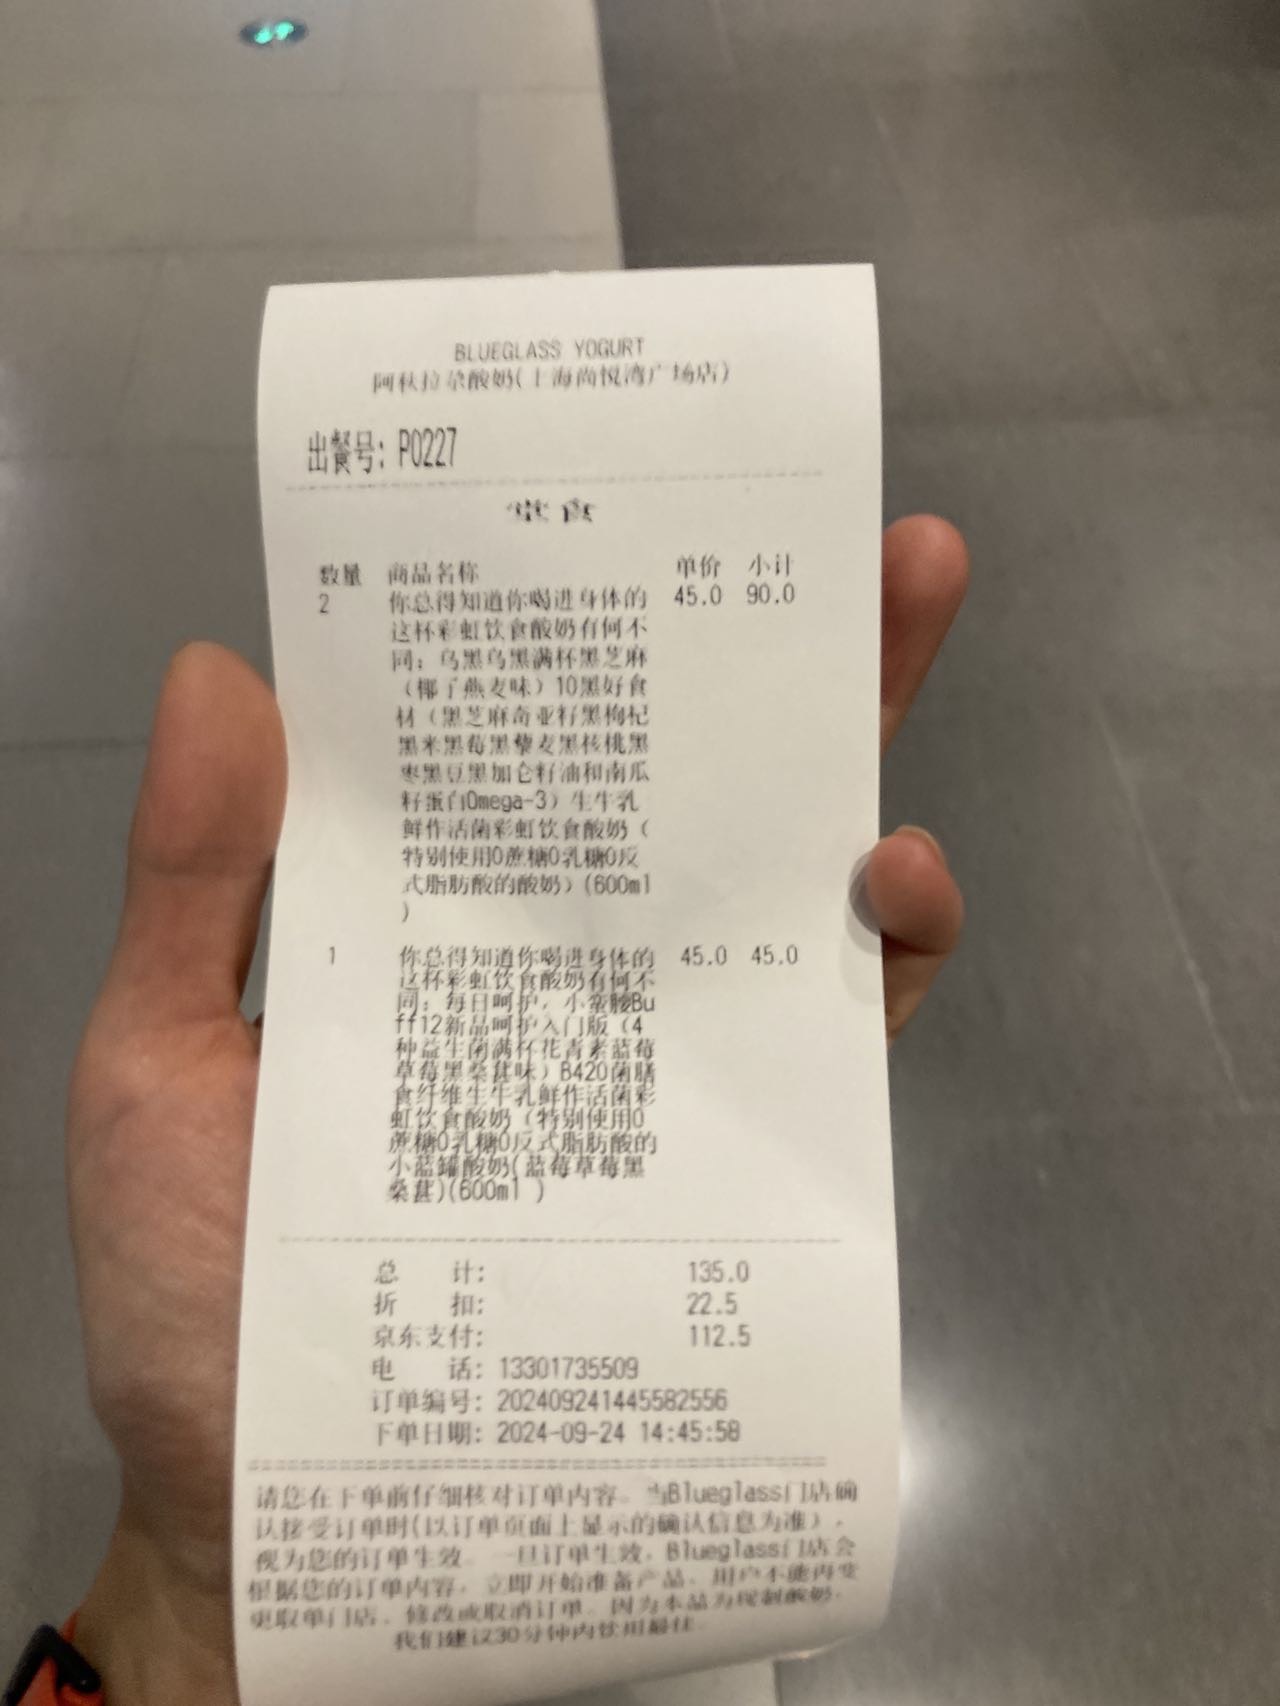 BLUEGLASS YOGURT
阿秋拉尕酸奶(上海尚悦湾广场店)
出餐号: P0227
堂食
数量 商品名称 单价 小计
2 你总得知道你喝进身体的 45.0 90.0
这杯彩虹饮食酸奶有何不
同：乌黑乌黑满杯黑芝麻
（椰子燕麦味）10黑好食
材（黑芝麻奇亚籽黑枸杞
黑米黑莓黑藜麦黑核桃黑
枣黑豆黑加仑籽油和南瓜
籽蛋白Omega-3）生牛乳
鲜作活菌彩虹饮食酸奶（
特别使用0蔗糖0乳糖0反
式脂肪酸的酸奶）(600ml
)
1 你总得知道你喝进身体的 45.0 45.0
这杯彩虹饮食酸奶有何不
同：每日呵护，小蛮腰Bu
ff12新品呵护入门版（4
种益生菌满杯花青素蓝莓
草莓黑桑葚味）B420菌膳
食纤维生牛乳鲜作活菌彩
虹饮食酸奶（特别使用0
蔗糖0乳糖0反式脂肪酸的
小蓝罐酸奶(蓝莓草莓黑
桑葚)(600ml )
总 计: 135.0
折 扣: 22.5
京东支付: 112.5
电 话: 13301735509
订单编号: 202409241445582556
下单日期: 2024-09-24 14:45:58
请您在下单前仔细核对订单内容。当Blueglass门店确
认接受订单时(以订单页面上显示的确认信息为准)，
视为您的订单生效。一旦订单生效，Blueglass门店会
根据您的订单内容，立即开始准备产品，用户不能再变
更取单门店、修改或取消订单。因为本品为现制酸奶，
我们建议30分钟内饮用最佳